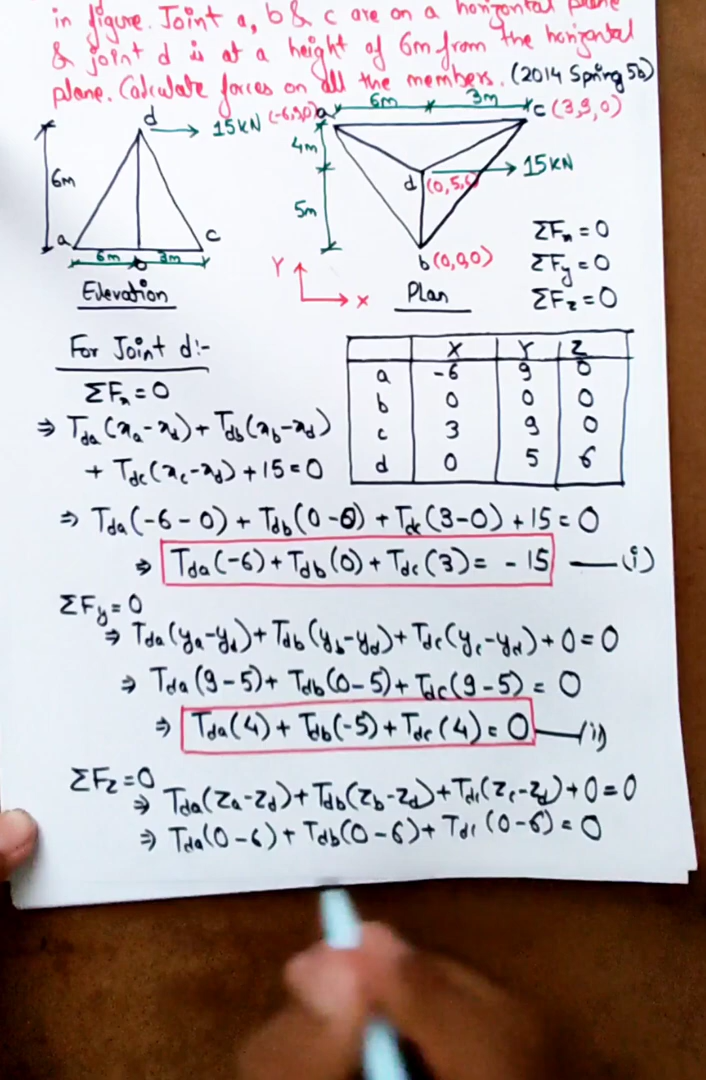 in figure. Joint a, b & c are on a horizontal plane
& joint d is at a height of 6m from the horizontal
plane. Calculate forces on all the members. (2014 Spring 5b)
d
15KN
6m
a
c
6m
b
3m
Elevation
(-6,9,0)
a
6m
3m
c (3,9,0)
4m
5m
d
(0,5,6)
15KN
b(0,0,0)
Y
X
Plan
ΣFx = 0
ΣFy = 0
ΣFz = 0
X Y Z
a -6 9 0
b 0 0 0
c 3 9 0
d 0 5 6
For Joint d:-
ΣFx = 0
⇒ Tda(xa-xd) + Tdb(xb-xd)
+ Tdc(xc-xd) + 15 = 0
⇒ Tda(-6-0) + Tdb(0-0) + Tdc(3-0) + 15 = 0
⇒ Tda(-6) + Tdb(0) + Tdc(3) = -15 —(i)
ΣFy = 0
⇒ Tda(ya-yd) + Tdb(yb-yd) + Tdc(yc-yd) + 0 = 0
⇒ Tda(9-5) + Tdb(0-5) + Tdc(9-5) = 0
⇒ Tda(4) + Tdb(-5) + Tdc(4) = 0 —(ii)
ΣFz = 0
⇒ Tda(za-zd) + Tdb(zb-zd) + Tdc(zc-zd) + 0 = 0
⇒ Tda(0-6) + Tdb(0-6) + Tdc(0-6) = 0